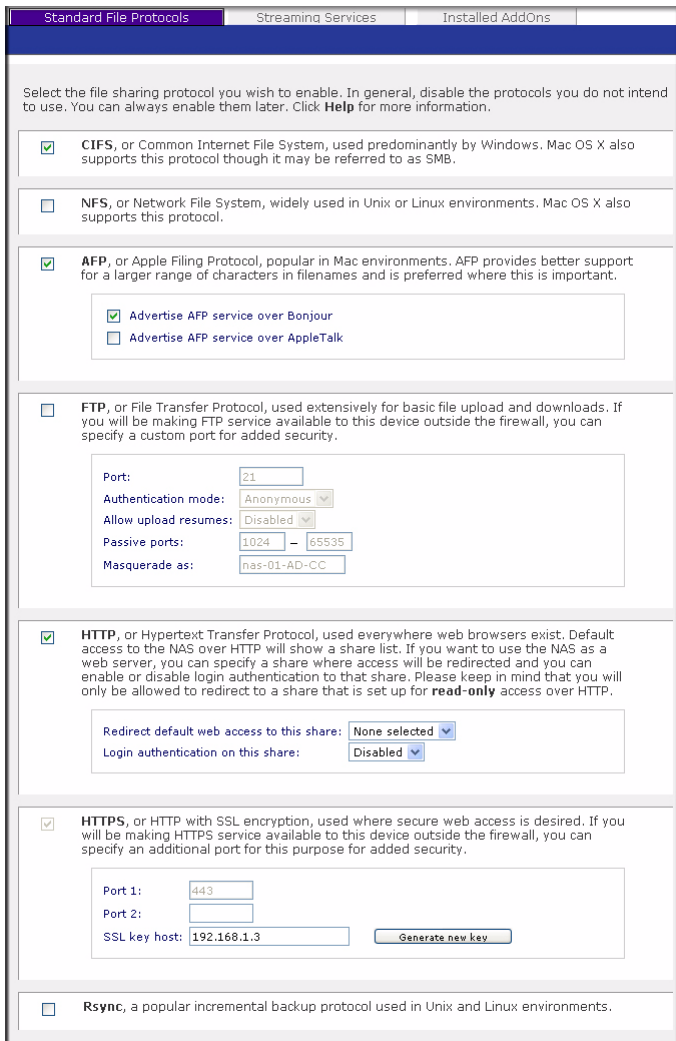 Standard File Protocols
Streaming Services
Installed AddOns
Select the file sharing protocol you wish to enable. In general, disable the protocols you do not intend
to use. You can always enable them later. Click Help for more information.
CIFS, or Common Internet File System, used predominantly by Windows. Mac OS X also
supports this protocol though it may be referred to as SMB.
NFS, or Network File System, widely used in Unix or Linux environments. Mac OS X also
supports this protocol.
AFP, or Apple Filing Protocol, popular in Mac environments. AFP provides better support
for a larger range of characters in filenames and is preferred where this is important.
Advertise AFP service over Bonjour
Advertise AFP service over AppleTalk
FTP, or File Transfer Protocol, used extensively for basic file upload and downloads. If
you will be making FTP service available to this device outside the firewall, you can
specify a custom port for added security.
Port: 21
Authentication mode: Anonymous
Allow upload resumes: Disabled
Passive ports: 1024 – 65535
Masquerade as: nas-01-AD-CC
HTTP, or Hypertext Transfer Protocol, used everywhere web browsers exist. Default
access to the NAS over HTTP will show a share list. If you want to use the NAS as a
web server, you can specify a share where access will be redirected and you can
enable or disable login authentication to that share. Please keep in mind that you will
only be allowed to redirect to a share that is set up for read-only access over HTTP.
Redirect default web access to this share: None selected
Login authentication on this share: Disabled
HTTPS, or HTTP with SSL encryption, used where secure web access is desired. If you
will be making HTTPS service available to this device outside the firewall, you can
specify an additional port for this purpose for added security.
Port 1: 443
Port 2:
SSL key host: 192.168.1.3 Generate new key
Rsync, a popular incremental backup protocol used in Unix and Linux environments.